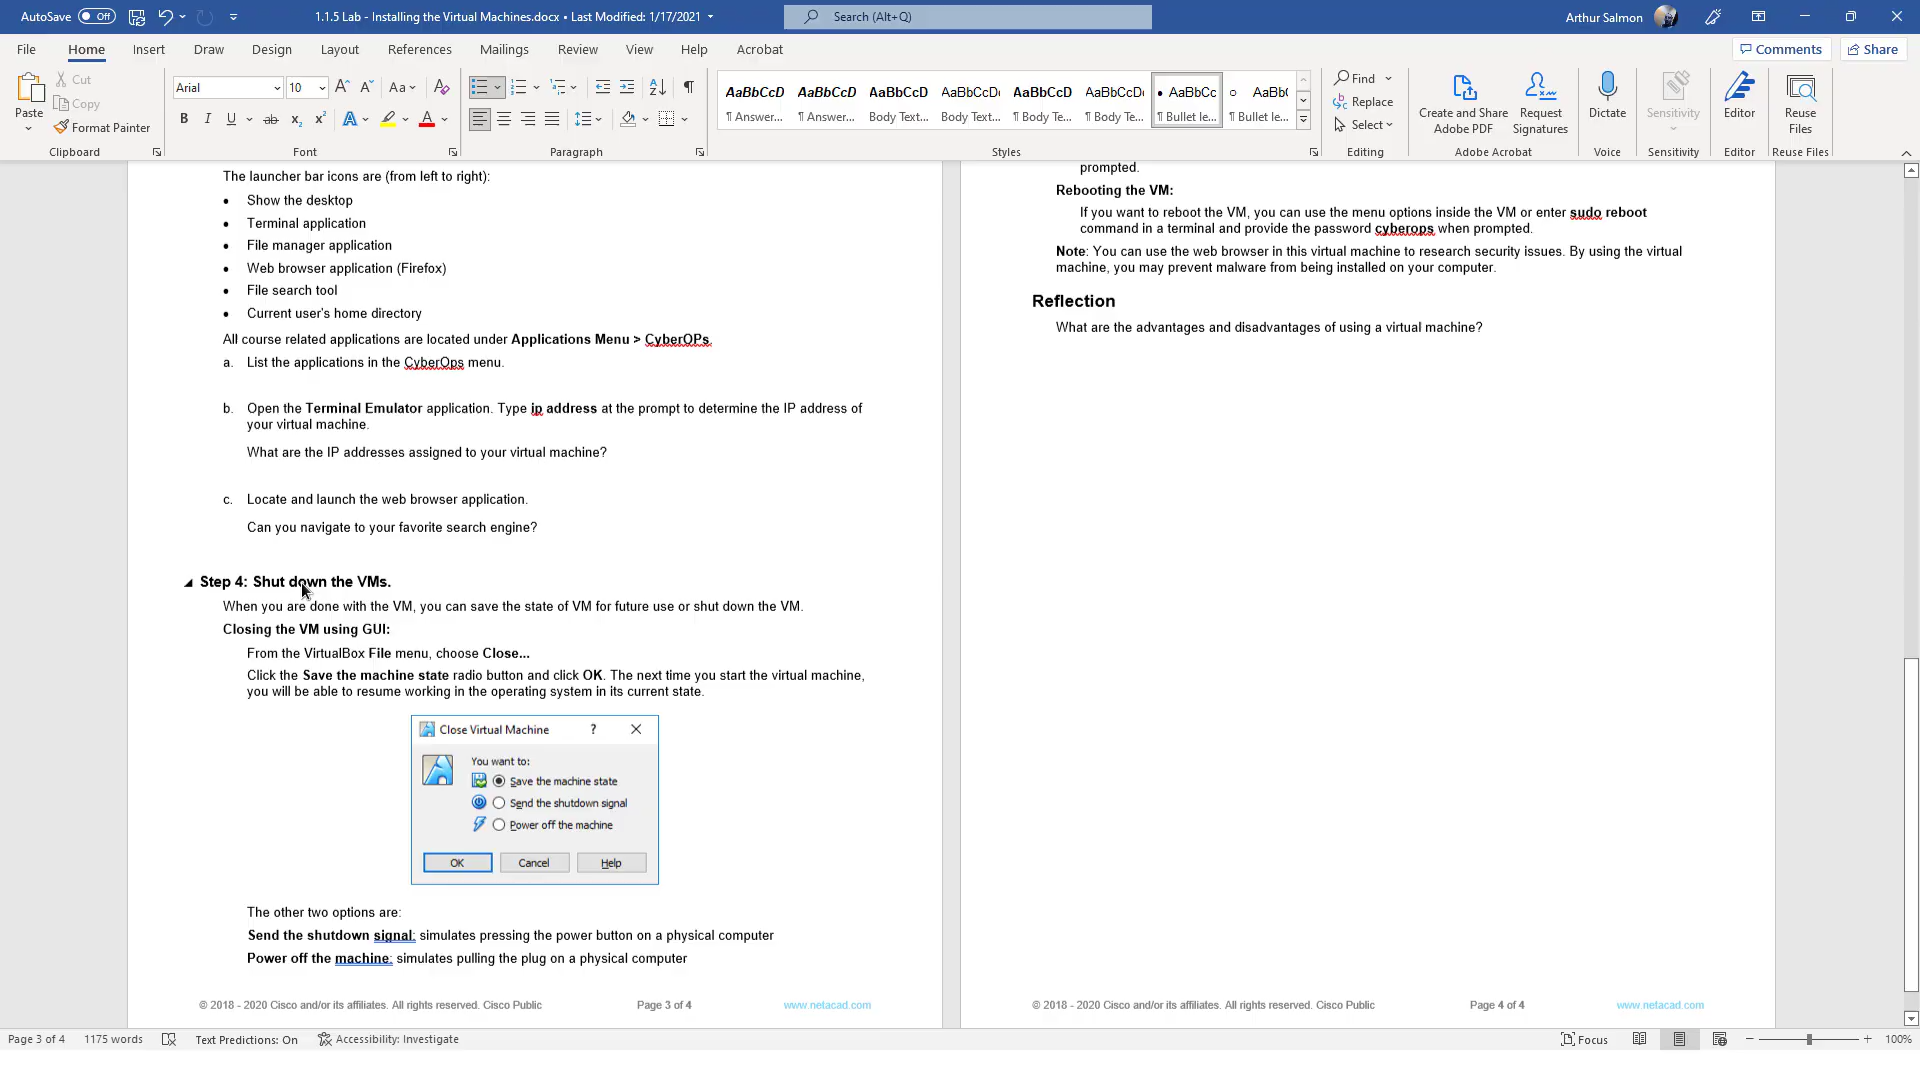 AutoSave Off 1.1.5 Lab - Installing the Virtual Machines.docx • Last Modified: 1/17/2021 Search (Alt+Q) Arthur Salmon
File Home Insert Draw Design Layout References Mailings Review View Help Acrobat Comments Share
Paste Cut Copy Format Painter
Arial 10 Aa
B I U ab x₂ x² A A
AaBbCcD AaBbCcD AaBbCcD AaBbCcDc AaBbCcD AaBbCcDc AaBbCc AaBb(
¶ Answer... ¶ Answer... Body Text... Body Text... ¶ Body Te... ¶ Body Te... ¶ Bullet le... ¶ Bullet le...
Find Replace Select
Create and Share Adobe PDF Request Signatures Dictate Sensitivity Editor Reuse Files
Clipboard Font Paragraph Styles Editing Adobe Acrobat Voice Sensitivity Editor Reuse Files
The launcher bar icons are (from left to right):
• Show the desktop
• Terminal application
• File manager application
• Web browser application (Firefox)
• File search tool
• Current user's home directory
All course related applications are located under Applications Menu > CyberOPs.
a. List the applications in the CyberOps menu.
b. Open the Terminal Emulator application. Type ip address at the prompt to determine the IP address of
your virtual machine.
What are the IP addresses assigned to your virtual machine?
c. Locate and launch the web browser application.
Can you navigate to your favorite search engine?
Step 4: Shut down the VMs.
When you are done with the VM, you can save the state of VM for future use or shut down the VM.
Closing the VM using GUI:
From the VirtualBox File menu, choose Close...
Click the Save the machine state radio button and click OK. The next time you start the virtual machine,
you will be able to resume working in the operating system in its current state.
Close Virtual Machine ?
You want to:
Save the machine state
Send the shutdown signal
Power off the machine
OK Cancel Help
The other two options are:
Send the shutdown signal: simulates pressing the power button on a physical computer
Power off the machine: simulates pulling the plug on a physical computer
© 2018 - 2020 Cisco and/or its affiliates. All rights reserved. Cisco Public Page 3 of 4 www.netacad.com
prompted.
Rebooting the VM:
If you want to reboot the VM, you can use the menu options inside the VM or enter sudo reboot
command in a terminal and provide the password cyberops when prompted.
Note: You can use the web browser in this virtual machine to research security issues. By using the virtual
machine, you may prevent malware from being installed on your computer.
Reflection
What are the advantages and disadvantages of using a virtual machine?
© 2018 - 2020 Cisco and/or its affiliates. All rights reserved. Cisco Public Page 4 of 4 www.netacad.com
Page 3 of 4 1175 words Text Predictions: On Accessibility: Investigate Focus 100%